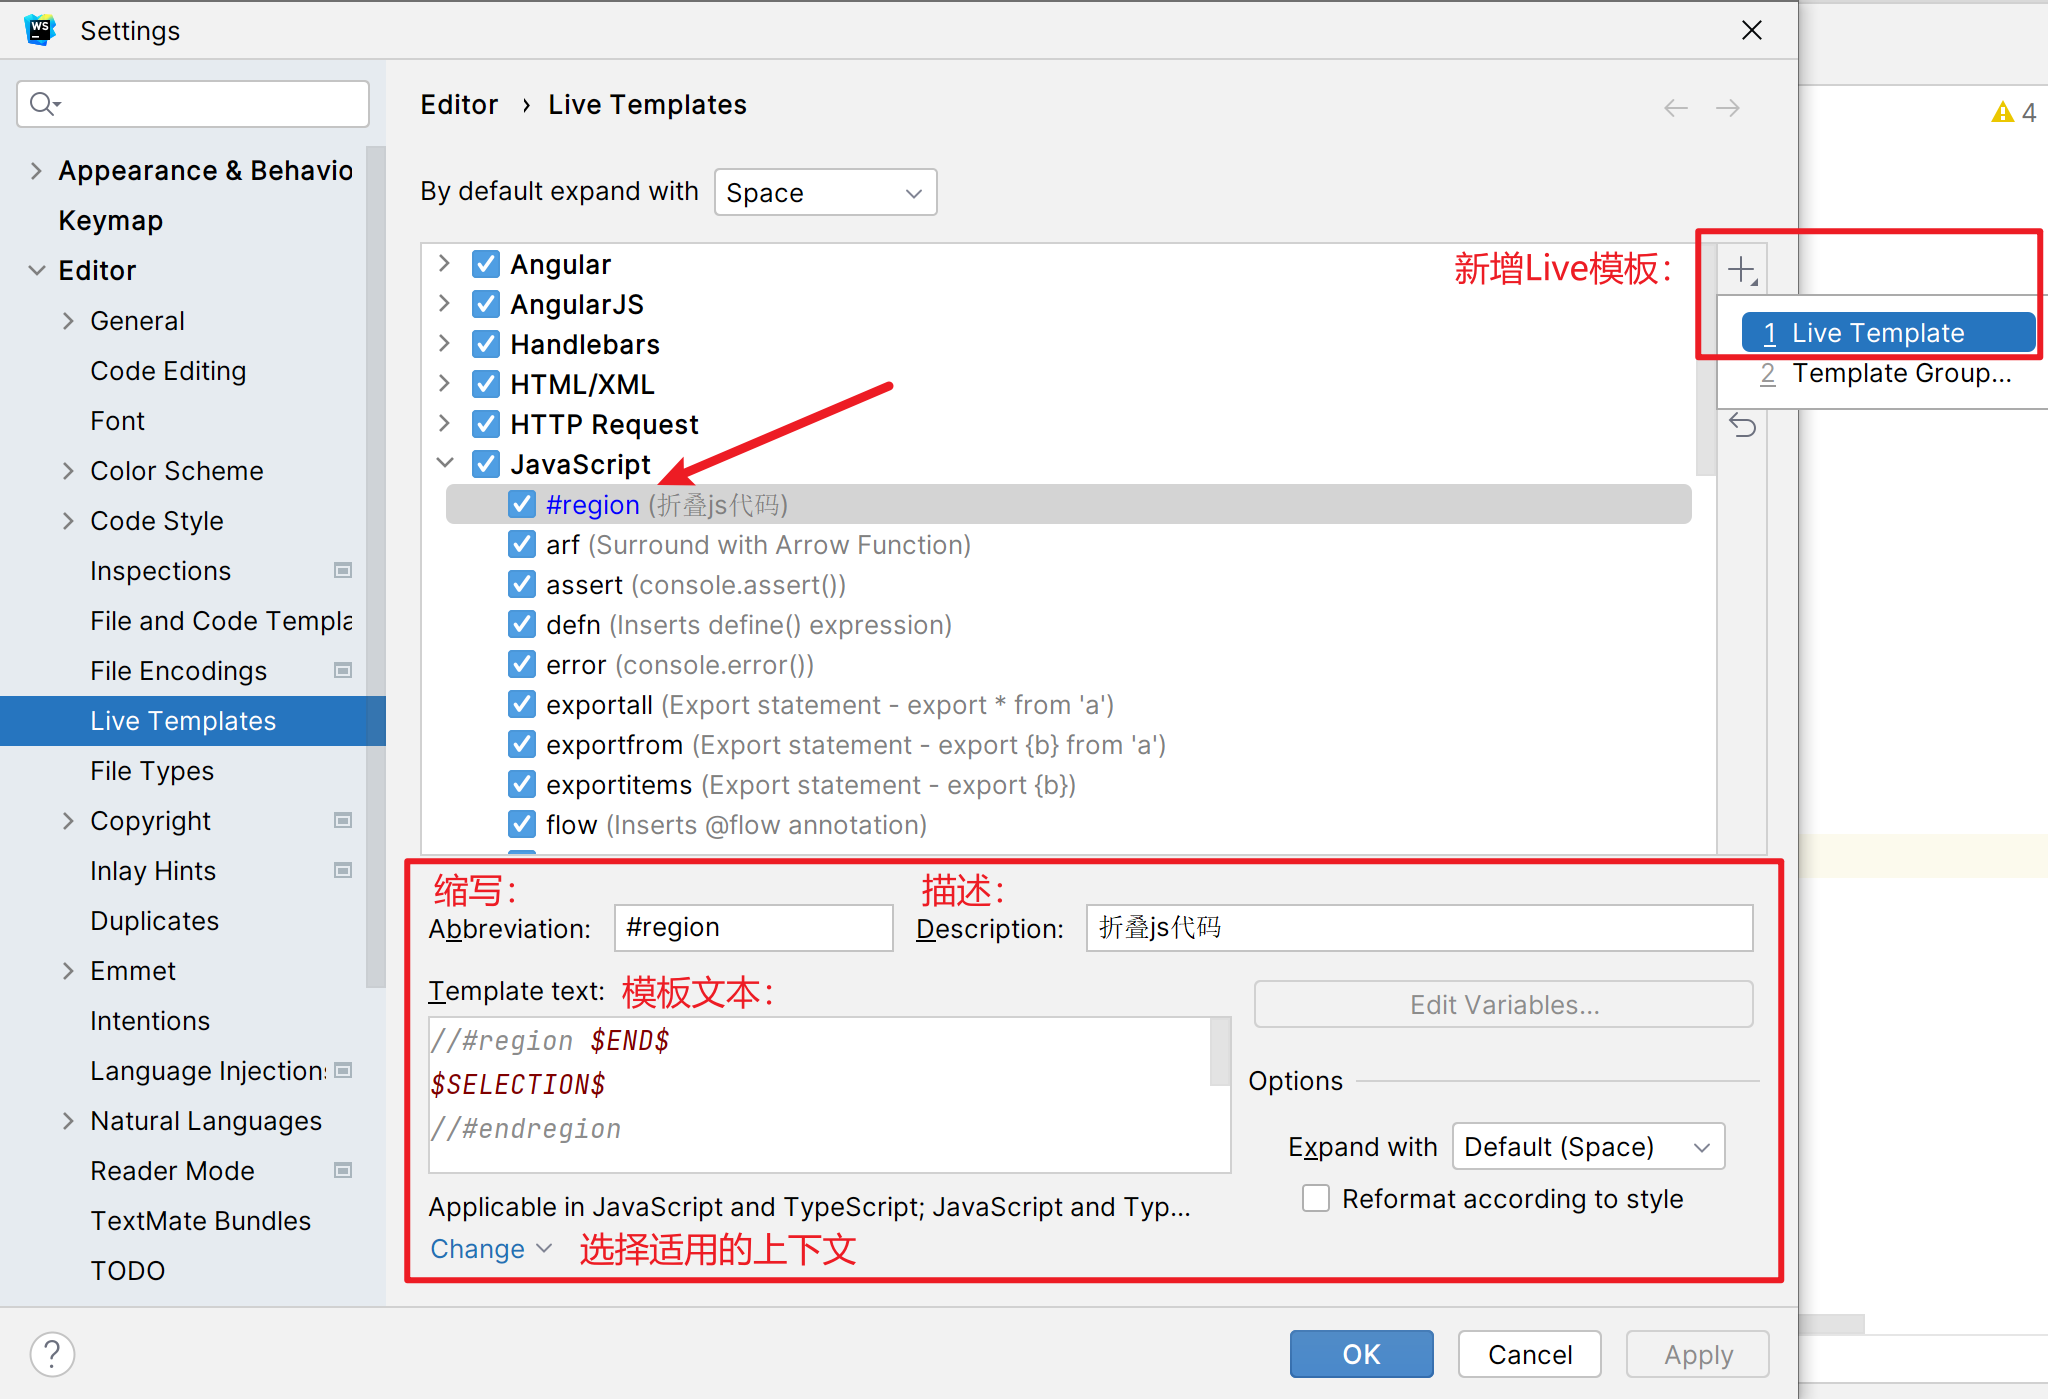 WS
Settings
Appearance & Behavio
Keymap
Editor
General
Code Editing
Font
Color Scheme
Code Style
Inspections
File and Code Templa
File Encodings
Live Templates
File Types
Copyright
Inlay Hints
Duplicates
Emmet
Intentions
Language Injection
Natural Languages
Reader Mode
TextMate Bundles
TODO
Editor › Live Templates
4
By default expand with Space
新增Live模板：
1 Live Template
2 Template Group...
Angular
AngularJS
Handlebars
HTML/XML
HTTP Request
JavaScript
#region (折叠js代码)
arf (Surround with Arrow Function)
assert (console.assert())
defn (Inserts define() expression)
error (console.error())
exportall (Export statement - export * from 'a')
exportfrom (Export statement - export {b} from 'a')
exportitems (Export statement - export {b})
flow (Inserts @flow annotation)
缩写： 描述：
Abbreviation: #region Description: 折叠js代码
Template text: 模板文本：
//#region $END$
$SELECTION$
//#endregion
Edit Variables...
Options
Expand with Default (Space)
Reformat according to style
Applicable in JavaScript and TypeScript; JavaScript and Typ...
Change 选择适用的上下文
? OK Cancel Apply